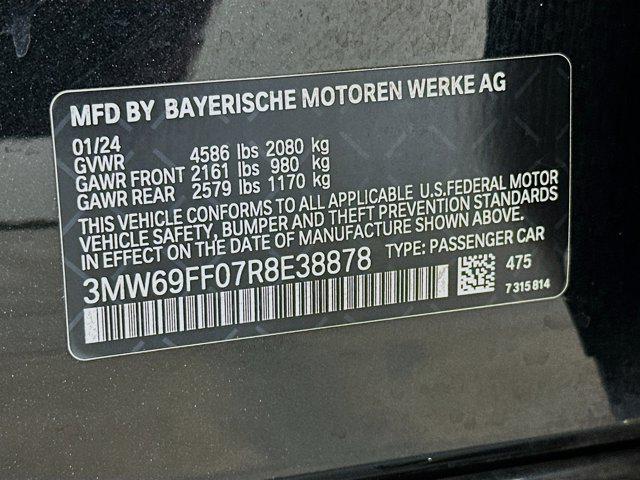 MFD BY BAYERISCHE MOTOREN WERKE AG
01/24
GVWR 4586 lbs 2080 kg
GAWR FRONT 2161 lbs 980 kg
GAWR REAR 2579 lbs 1170 kg
THIS VEHICLE CONFORMS TO ALL APPLICABLE U.S.FEDERAL MOTOR
VEHICLE SAFETY, BUMPER AND THEFT PREVENTION STANDARDS
IN EFFECT ON THE DATE OF MANUFACTURE SHOWN ABOVE.
3MW69FF07R8E38878 TYPE: PASSENGER CAR
475
7 315 814